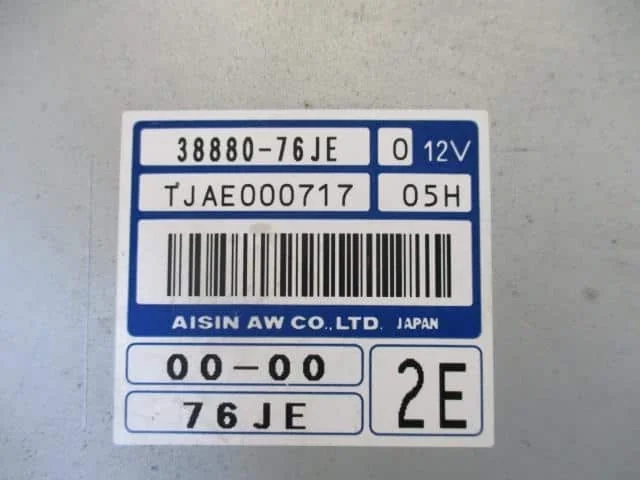 38880-76JE 0 12V
TJAE000717 05H
AISIN AW CO.,LTD. JAPAN
00-00
76JE
2E